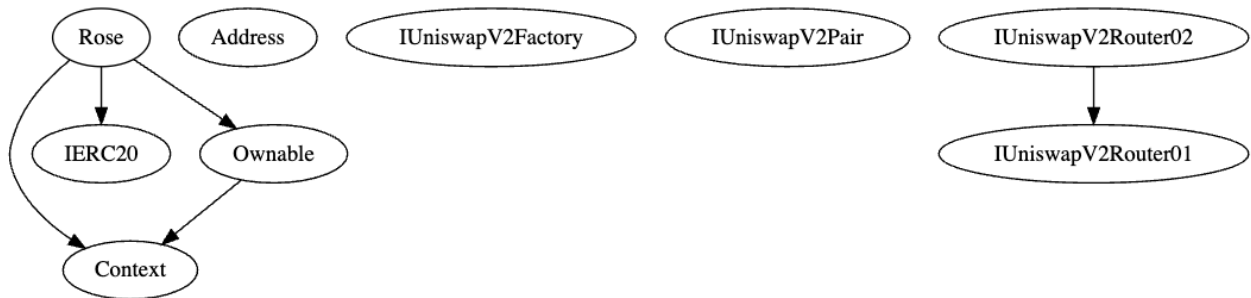 Rose
Address
IUniswapV2Factory
IUniswapV2Pair
IUniswapV2Router02
IERC20
Ownable
IUniswapV2Router01
Context